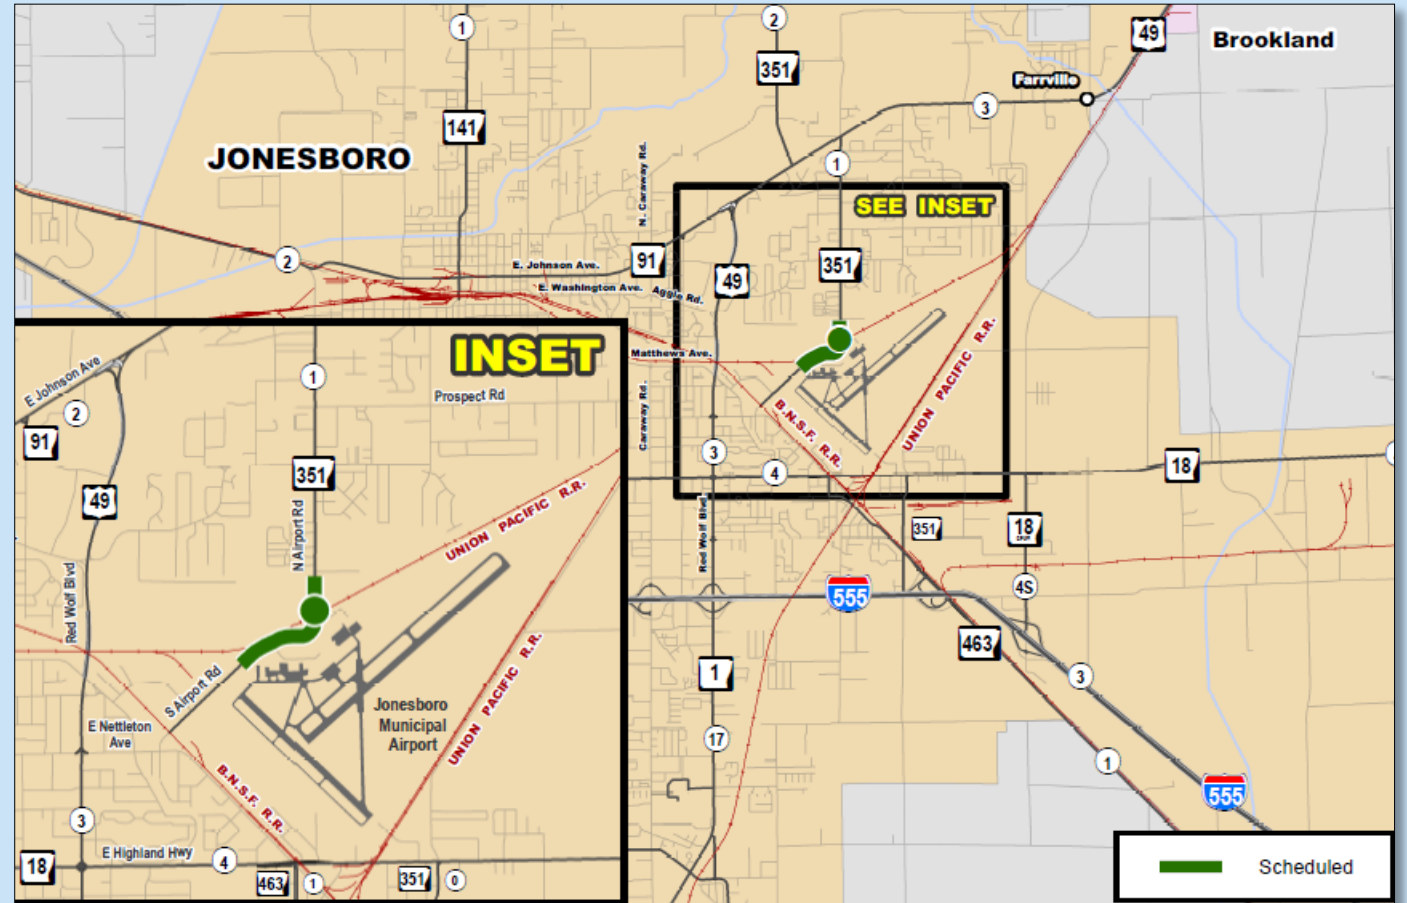 1
2
351
49
Brookland
Farrville
3
141
JONESBORO
N. Caraway Rd.
1
SEE INSET
2
91
351
E. Johnson Ave.
49
E. Washington Ave.
Aggie Rd.
Matthews Ave.
UNION PACIFIC R.R.
Caraway Rd.
B.N.S.F. R.R.
3
4
18
Red Wolf Blvd.
351
18
4S
555
463
1
3
17
1
555
Scheduled
INSET
E Johnson Ave
1
Prospect Rd
2
91
351
49
N Airport Rd
UNION PACIFIC R.R.
Red Wolf Blvd
S Airport Rd
UNION PACIFIC R.R.
E Nettleton
Ave
Jonesboro
Municipal
Airport
B.N.S.F. R.R.
3
E Highland Hwy
4
18
463
1
351
0